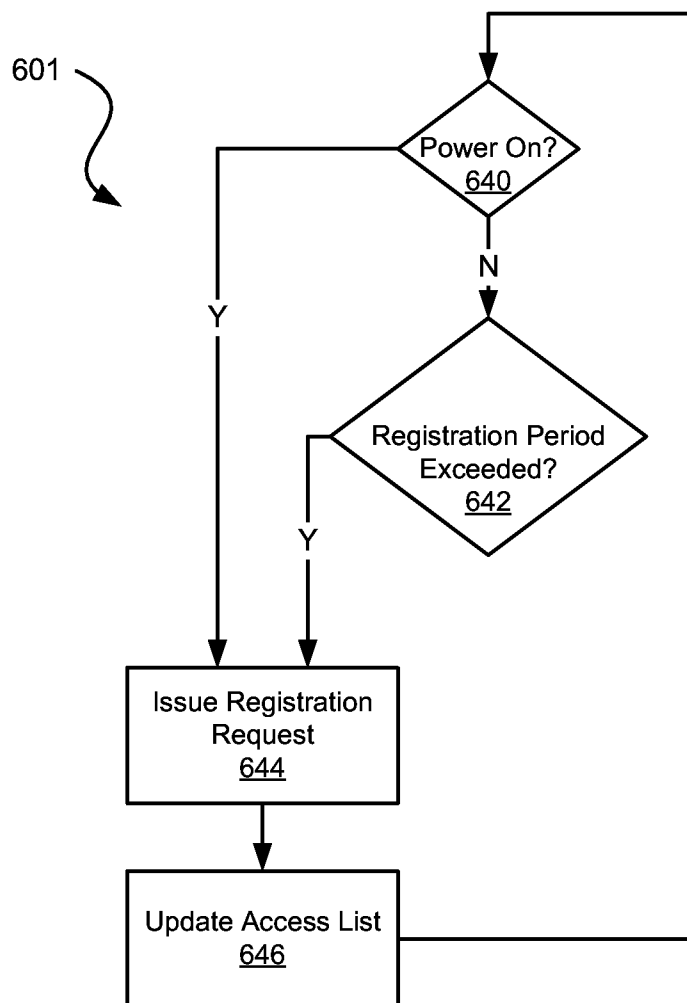 601
Power On?
640
N
Y
Registration Period
Exceeded?
642
Y
Issue Registration
Request
644
Update Access List
646